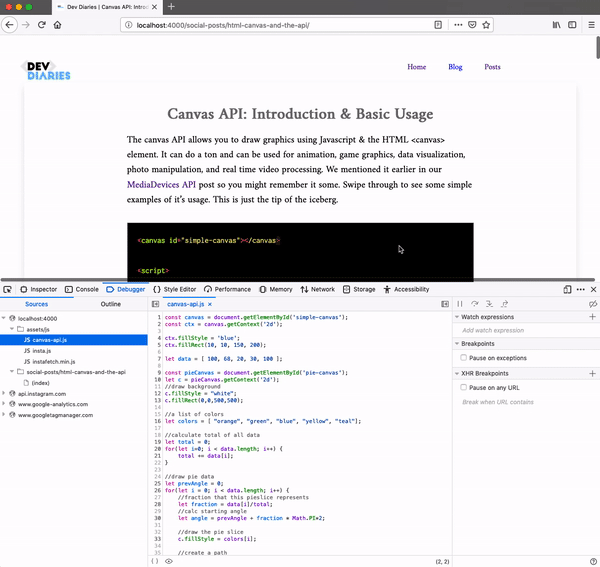 Dev Diaries | Canvas API: Introd
localhost:4000/social-posts/html-canvas-and-the-api/
DEV
DIARIES
Home
Blog
Posts
Canvas API: Introduction & Basic Usage
The canvas API allows you to draw graphics using Javascript & the HTML <canvas>
element. It can do a ton and can be used for animation, game graphics, data visualization,
photo manipulation, and real time video processing. We mentioned it earlier in our
MediaDevices API post so you might remember it some. Swipe through to see some simple
examples of it's usage. This is just the tip of the iceberg.
<canvas id="simple-canvas"></canvas>
<script>
Inspector
Console
Debugger
Style Editor
Performance
Memory
Network
Storage
Accessibility
Sources
Outline
localhost:4000
assets/js
canvas-api.js
insta.js
instafetch.min.js
social-posts/html-canvas-and-the-api
(index)
api.instagram.com
www.google-analytics.com
www.googletagmanager.com
canvas-api.js
1 const canvas = document.getElementById('simple-canvas');
2 const ctx = canvas.getContext('2d');
3
4 ctx.fillStyle = 'blue';
5 ctx.fillRect(10, 10, 150, 200);
6
7 let data = [ 100, 68, 20, 30, 100 ];
8
9 const pieCanvas = document.getElementById('pie-canvas');
10 let c = pieCanvas.getContext('2d');
11 //draw background
12 c.fillStyle = "white";
13 c.fillRect(0,0,500,500);
14
15 //a list of colors
16 let colors = [ "orange", "green", "blue", "yellow", "teal"];
17
18 //calculate total of all data
19 let total = 0;
20 for(let i=0; i < data.length; i++) {
21 total += data[i];
22 }
23
24 //draw pie data
25 let prevAngle = 0;
26 for(let i = 0; i < data.length; i++) {
27 //fraction that this pieslice represents
28 let fraction = data[i]/total;
29 //calc starting angle
30 let angle = prevAngle + fraction * Math.PI*2;
31
32 //draw the pie slice
33 c.fillStyle = colors[i];
34
35 //create a path
(2, 2)
Watch expressions
Add watch expression
Breakpoints
Pause on exceptions
XHR Breakpoints
Pause on any URL
Break when URL contains